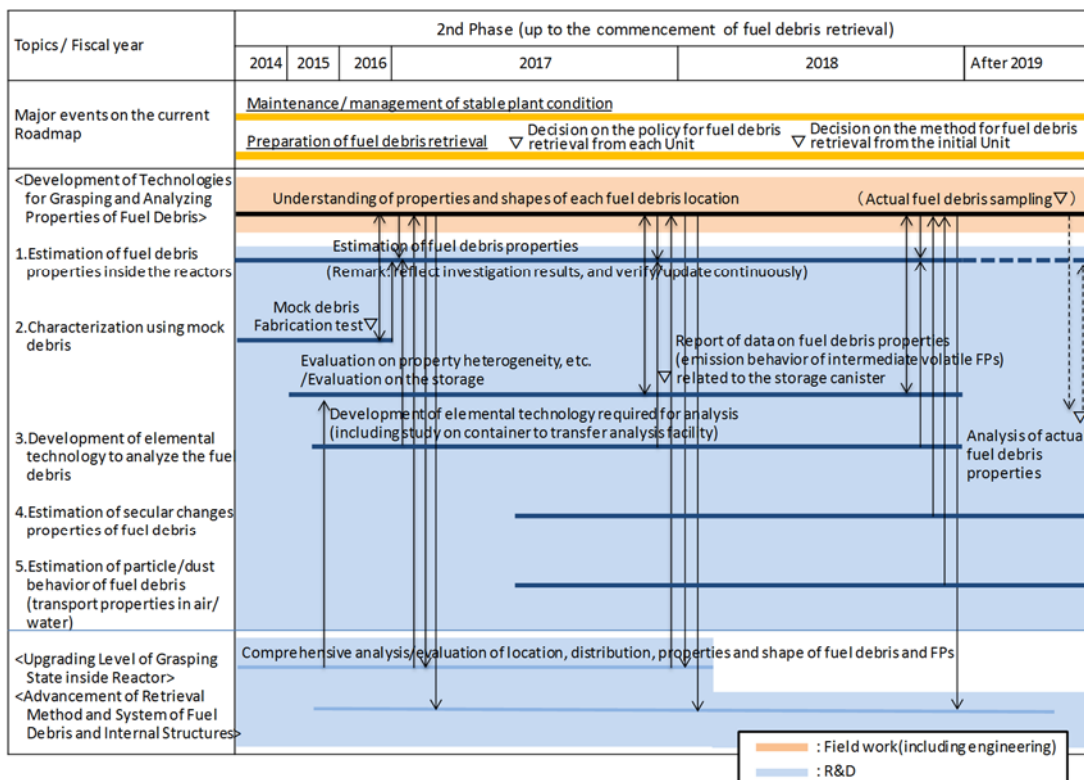 Topics / Fiscal year
2nd Phase (up to the commencement of fuel debris retrieval)
2014
2015
2016
2017
2018
After 2019
Major events on the current
Roadmap
Maintenance/ management of stable plant condition
Preparation of fuel debris retrieval
▽ Decision on the policy for fuel debris
retrieval from each Unit
▽ Decision on the method for fuel debris
retrieval from the initial Unit
<Development of Technologies
for Grasping and Analyzing
Properties of Fuel Debris>
Understanding of properties and shapes of each fuel debris location
(Actual fuel debris sampling▽)
1.Estimation of fuel debris
properties inside the reactors
Estimation of fuel debris properties
(Remark: reflect investigation results, and verify/update continuously)
2.Characterization using mock
debris
Mock debris
Fabrication test▽
Evaluation on property heterogeneity, etc.
/Evaluation on the storage
Report of data on fuel debris properties
(emission behavior of intermediate volatile FPs)
▽ related to the storage canister
3.Development of elemental
technology to analyze the fuel
debris
Development of elemental technology required for analysis
(including study on container to transfer analysis facility)
▽
Analysis of actual
fuel debris
properties
4.Estimation of secular changes
properties of fuel debris
5.Estimation of particle/dust
behavior of fuel debris
(transport properties in air/
water)
<Upgrading Level of Grasping
State inside Reactor>
Comprehensive analysis/evaluation of location, distribution, properties and shape of fuel debris and FPs
<Advancement of Retrieval
Method and System of Fuel
Debris and Internal Structures>
: Field work(including engineering)
: R&D